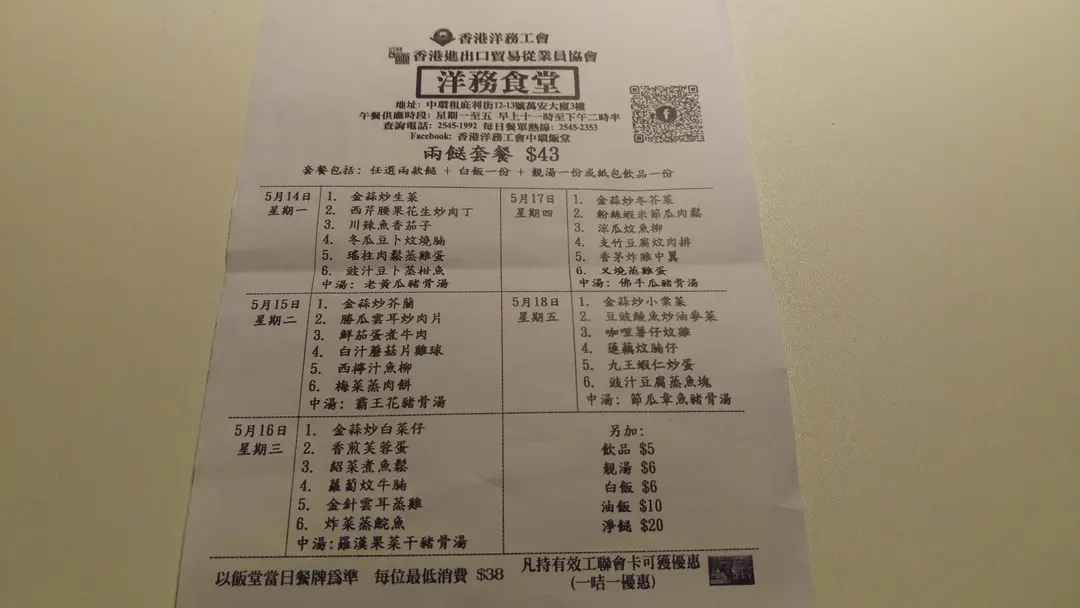 香港洋務工會
香港進出口貿易從業員協會
洋務食堂
地址: 中環租庇利街12-13號萬安大廈3樓
午餐供應時段: 星期一至五 早上十一時至下午二時半
查詢電話: 2545-1992 每日餐單熱線: 2545-2353
Facebook: 香港洋務工會中環飯堂
兩餸套餐 $43
套餐包括: 任選兩款餸 + 白飯一份 + 靚湯一份或紙包飲品一份
5月14日
星期一
1. 金蒜炒生菜
2. 西芹腰果花生炒肉丁
3. 川辣魚香茄子
4. 冬瓜豆卜炆燒腩
5. 瑤柱肉鬆蒸雞蛋
6. 豉汁豆卜蒸柑魚
中湯: 老黃瓜豬骨湯
5月15日
星期二
1. 金蒜炒芥蘭
2. 勝瓜雲耳炒肉片
3. 鮮茄蛋煮牛肉
4. 白汁蘑菇片雞球
5. 西檸汁魚柳
6. 梅菜蒸肉餅
中湯: 霸王花豬骨湯
5月16日
星期三
1. 金蒜炒白菜仔
2. 香煎芙蓉蛋
3. 紹菜煮魚鬆
4. 蘿蔔炆牛腩
5. 金針雲耳蒸雞
6. 炸菜蒸鯇魚
中湯:羅漢果菜干豬骨湯
5月17日
星期四
1. 金蒜炒冬芥菜
2. 粉絲蝦米節瓜肉鬆
3. 涼瓜炆魚柳
4. 支竹豆腐炆肉排
5. 香茅炸雞中翼
6. 叉燒蒸雞蛋
中湯: 佛手瓜豬骨湯
5月18日
星期五
1. 金蒜炒小棠菜
2. 豆豉鯪魚炒油麥菜
3. 咖哩薯仔炆雞
4. 蓮藕炆腩仔
5. 九王蝦仁炒蛋
6. 豉汁豆腐蒸魚塊
中湯: 節瓜章魚豬骨湯
另加:
飲品 $5
靚湯 $6
白飯 $6
油飯 $10
淨餸 $20
以飯堂當日餐牌為準 每位最低消費 $38
凡持有效工聯會卡可獲優惠
(一咭一優惠)